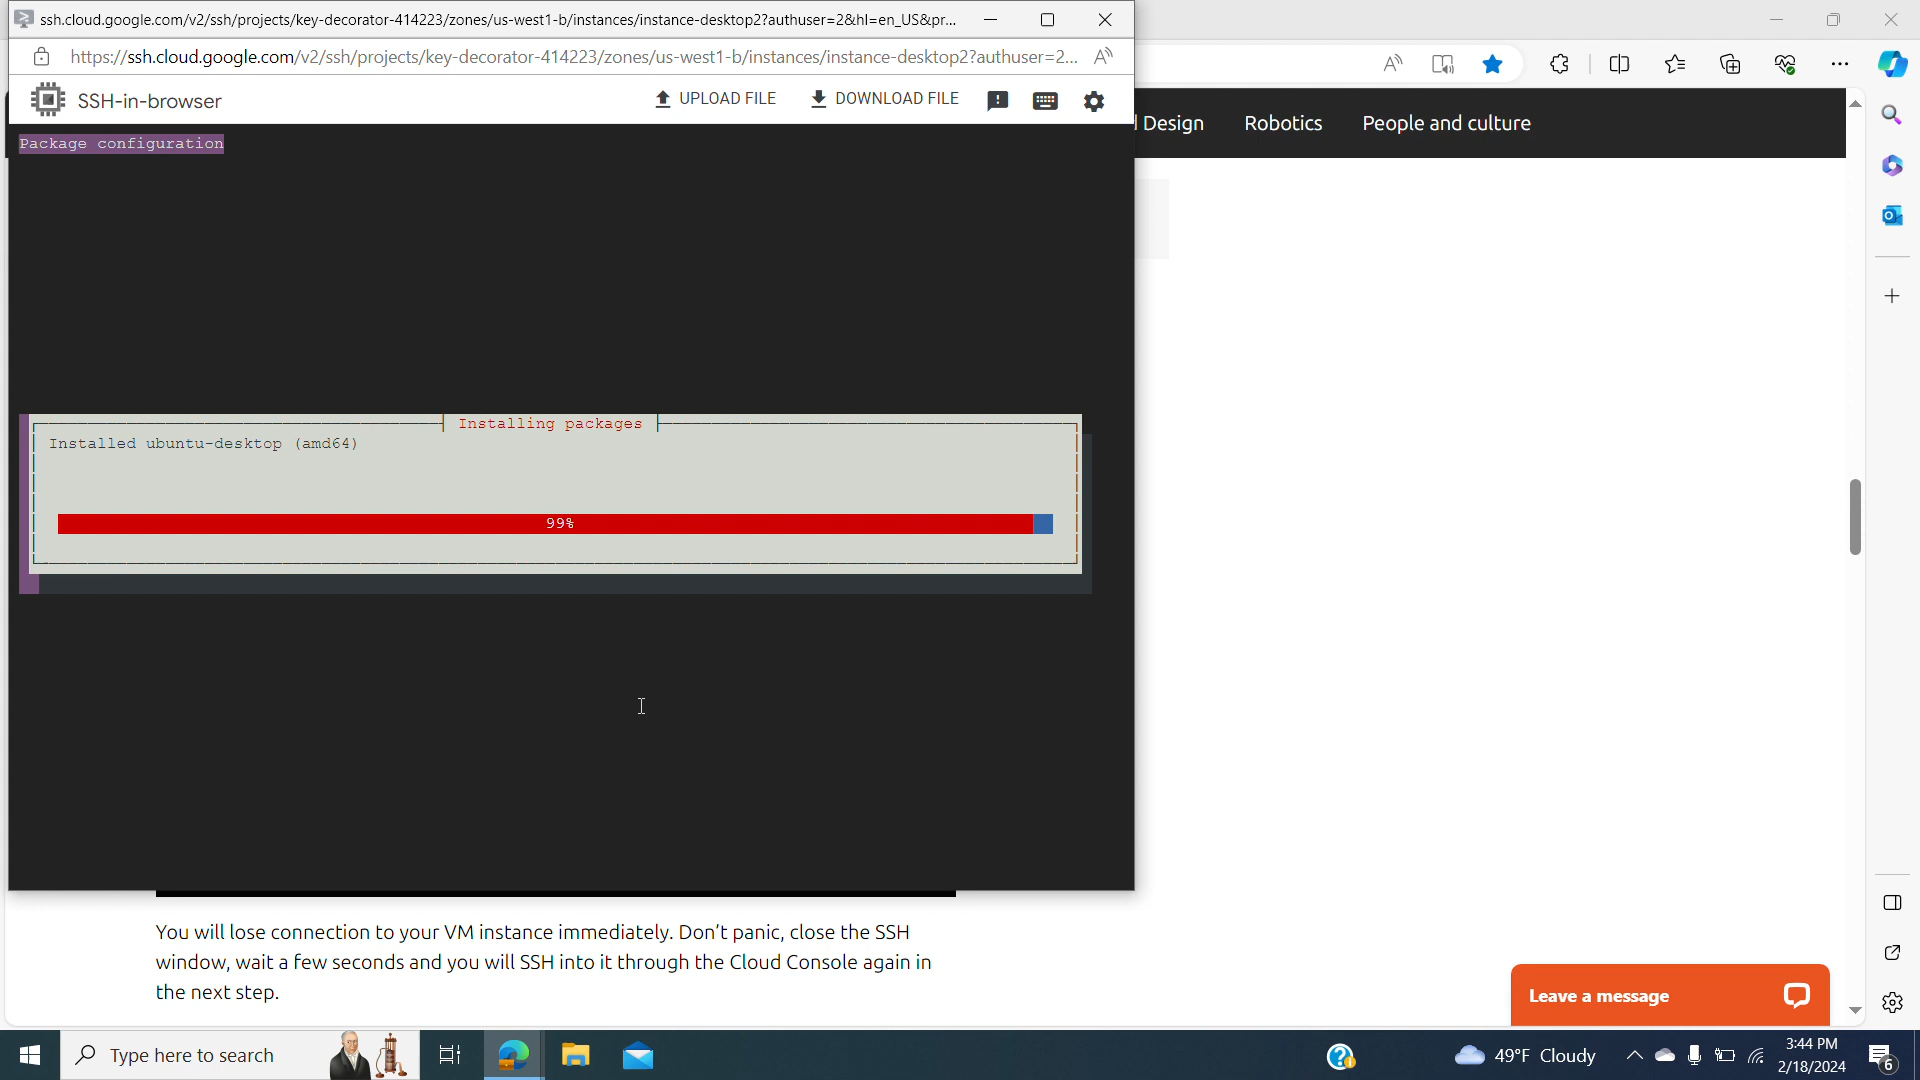 ssh.cloud.google.com/v2/ssh/projects/key-decorator-414223/zones/us-west1-b/instances/instance-desktop2?authuser=2&hl=en_US&pr...
https://ssh.cloud.google.com/v2/ssh/projects/key-decorator-414223/zones/us-west1-b/instances/instance-desktop2?authuser=2...
SSH-in-browser
UPLOAD FILE
DOWNLOAD FILE
Design
Robotics
People and culture
Package configuration
Installing packages
Installed ubuntu-desktop (amd64)
99%
You will lose connection to your VM instance immediately. Don't panic, close the SSH
window, wait a few seconds and you will SSH into it through the Cloud Console again in
the next step.
Leave a message
Type here to search
49°F Cloudy
3:44 PM
2/18/2024
6